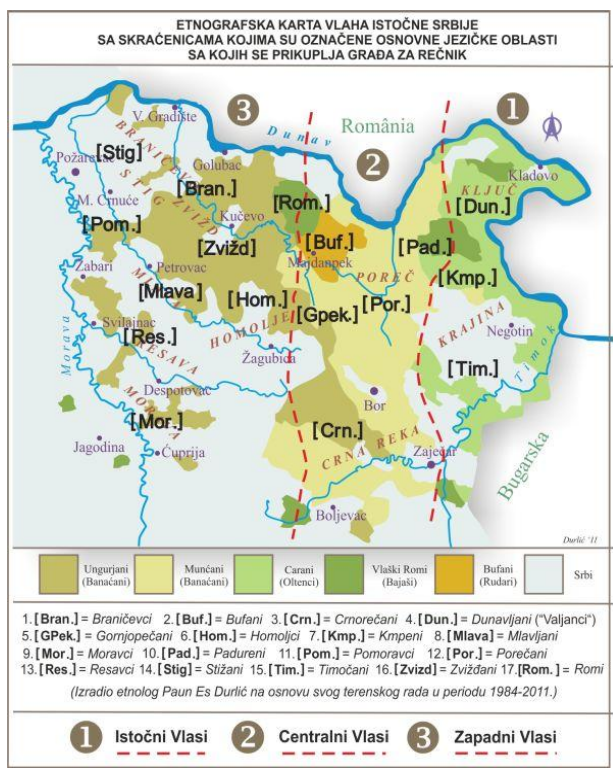 ETNOGRAFSKA KARTA VLAHA ISTOČNE SRBIJE
SA SKRAĆENICAMA KOJIMA SU OZNAČENE OSNOVNE JEZIČKE OBLASTI
SA KOJIH SE PRIKUPLJA GRAĐA ZA REČNIK
3
1
2
V. Gradište
Dunav
România
[Stig]
BRANIČEVO
Golubac
Požarevac
Kladovo
KLJUČ
[Bran.]
STIG
M. Crnuće
[Rom.]
[Dun.]
ZVIŽD
Kučevo
[Pom.]
[Zvižd]
[Buf.]
[Pad.]
Majdanpek
POREČ
[Kmp.]
Žabari
Petrovac
[Mlava]
MLAVA
[Hom.]
[Por.]
[Gpek.]
HOMOLJE
KRAJINA
Svilajnac
Negotin
[Res.]
RESAVA
Žagubica
Timok
Morava
[Tim.]
Despotovac
Bor
MORAVA
[Mor.]
[Crn.]
Jagodina
Ćuprija
CRNA REKA
Zaječar
Bugarska
Boljevac
Durlić '11
Ungurjani
(Banaćani)
Munćani
(Banaćani)
Carani
(Oltenci)
Vlaški Romi
(Bajaši)
Bufani
(Rudari)
Srbi
1. [Bran.] = Braničevci 2. [Buf.] = Bufani 3. [Crn.] = Crnorečani 4. [Dun.] = Dunavljani ("Valjanci")
5. [GPek.] = Gornjopečani 6. [Hom.] = Homoljci 7. [Kmp.] = Kmpeni 8. [Mlava] = Mlavljani
9. [Mor.] = Moravci 10. [Pad.] = Padureni 11. [Pom.] = Pomoravci 12. [Por.] = Porečani
13. [Res.] = Resavci 14. [Stig] = Stižani 15. [Tim.] = Timočani 16. [Zvizd] = Zvižđani 17. [Rom.] = Romi
(Izradio etnolog Paun Es Durlić na osnovu svog terenskog rada u periodu 1984-2011.)
1 Istočni Vlasi 2 Centralni Vlasi 3 Zapadni Vlasi